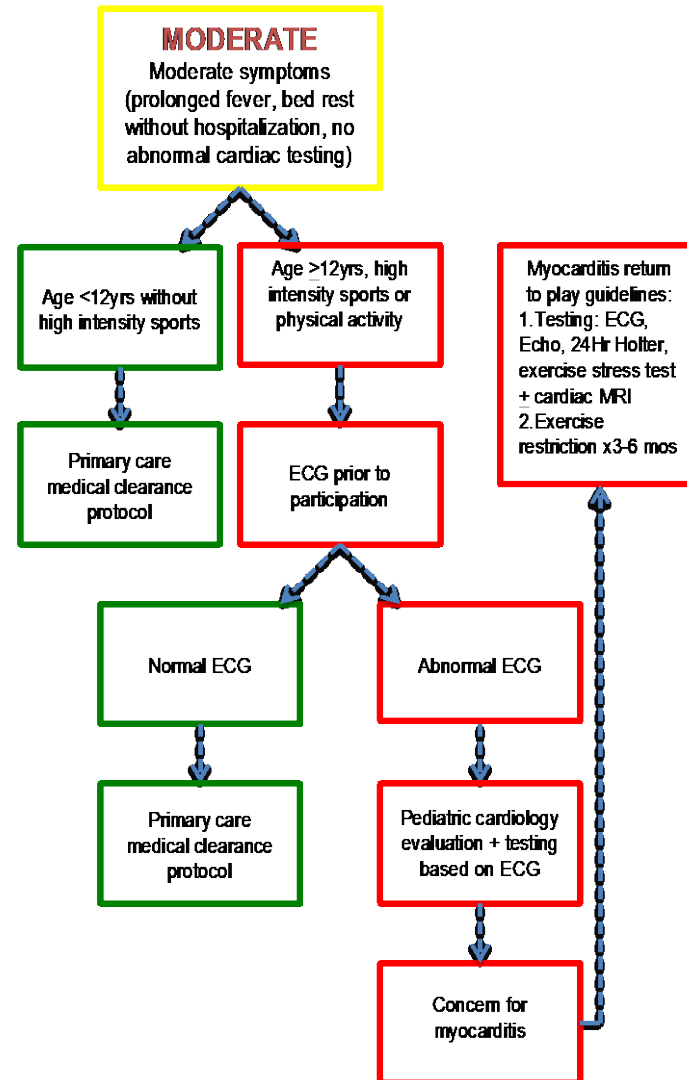 MODERATE
Moderate symptoms
(prolonged fever, bed rest
without hospitalization, no
abnormal cardiac testing)
Age <12yrs without
high intensity sports
Age ≥12yrs, high
intensity sports or
physical activity
Myocarditis return
to play guidelines:
1.Testing: ECG,
Echo, 24Hr Holter,
exercise stress test
± cardiac MRI
2.Exercise
restriction x3-6 mos
Primary care
medical clearance
protocol
ECG prior to
participation
Normal ECG
Abnormal ECG
Primary care
medical clearance
protocol
Pediatric cardiology
evaluation + testing
based on ECG
Concern for
myocarditis